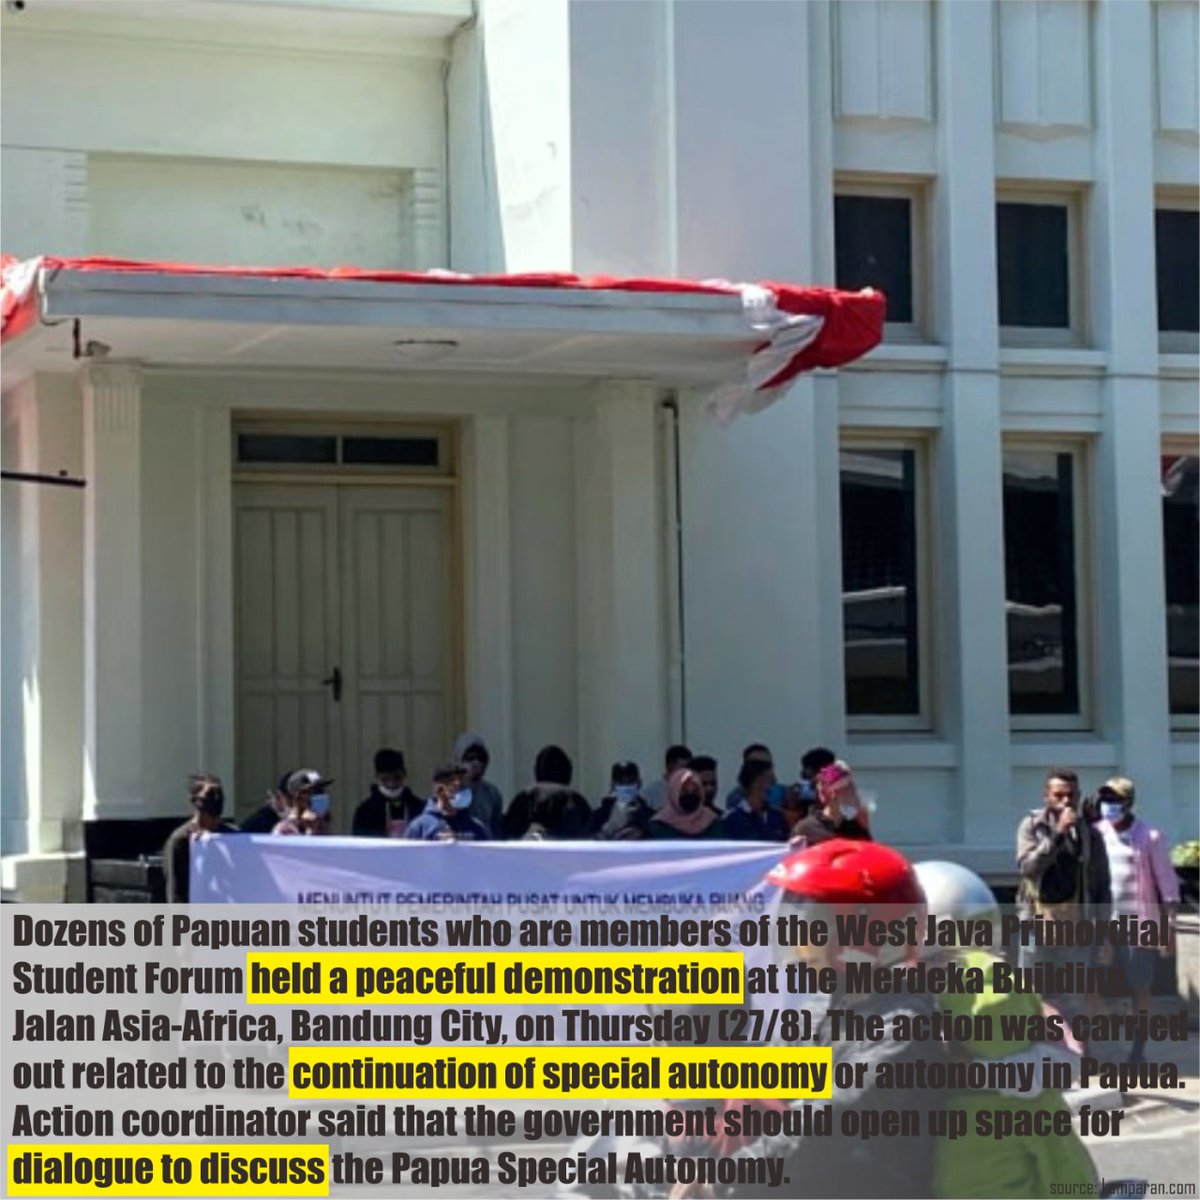 MENUNTUT PEMERINTAH PUSAT UNTUK MEMBUKA RUANG
Dozens of Papuan students who are members of the West Java Primordial
Student Forum held a peaceful demonstration at the Merdeka Building,
Jalan Asia-Africa, Bandung City, on Thursday (27/8). The action was carried
out related to the continuation of special autonomy or autonomy in Papua.
Action coordinator said that the government should open up space for
dialogue to discuss the Papua Special Autonomy.
source: kumparan.com